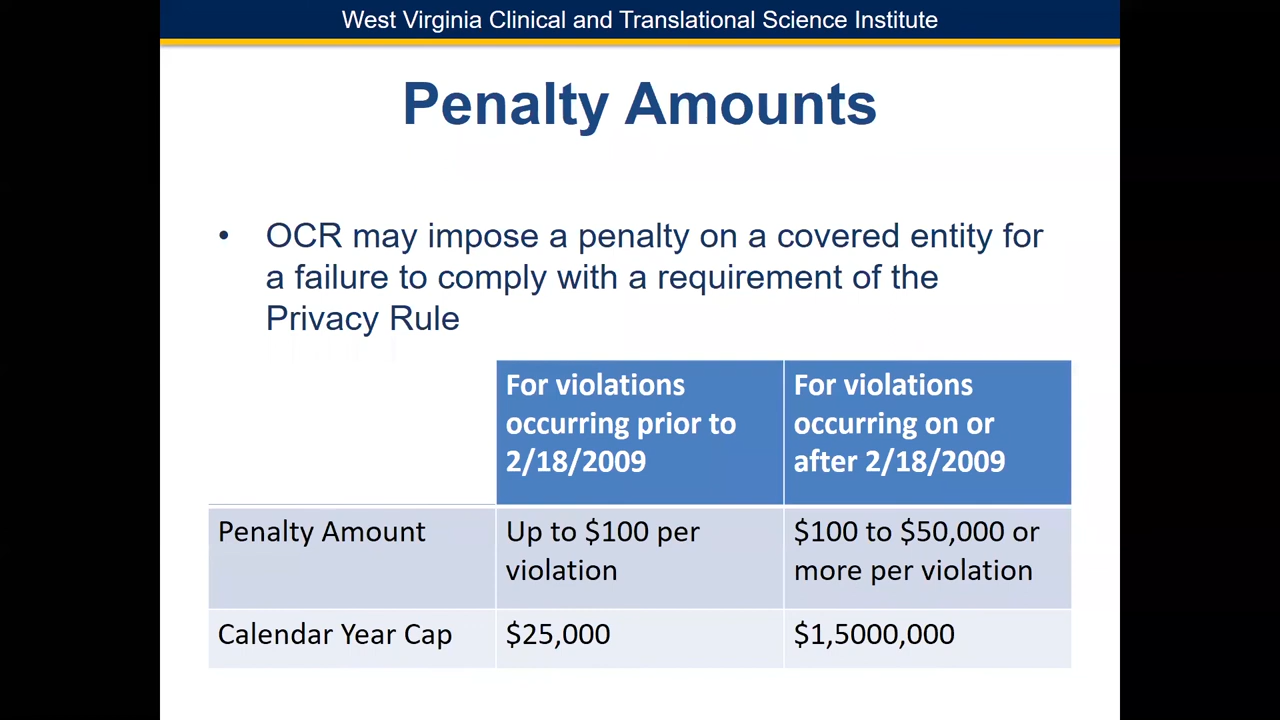 West Virginia Clinical and Translational Science Institute
Penalty Amounts
• OCR may impose a penalty on a covered entity for
a failure to comply with a requirement of the
Privacy Rule
For violations
occurring prior to
2/18/2009
For violations
occurring on or
after 2/18/2009
Penalty Amount
Up to $100 per
violation
$100 to $50,000 or
more per violation
Calendar Year Cap
$25,000
$1,5000,000